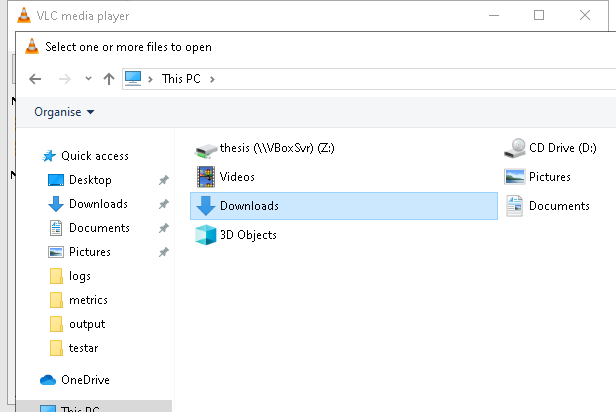 VLC media player
Select one or more files to open
This PC
Organise
Quick access
Desktop
Downloads
Documents
Pictures
logs
metrics
output
testar
OneDrive
This PC
thesis (\\VBoxSvr) (Z:)
CD Drive (D:)
Videos
Pictures
Downloads
Documents
3D Objects